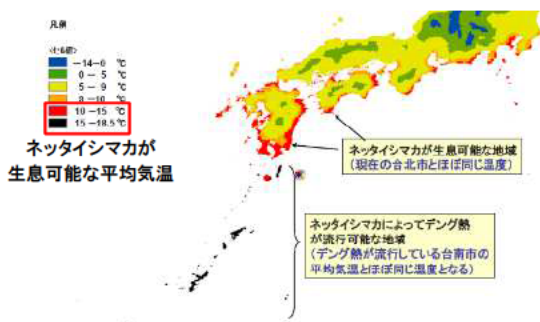 凡例
-14-0 ℃
0-5 ℃
5-9 ℃
9-10 ℃
10-15 ℃
15-18.5 ℃
ネッタイシマカが
生息可能な平均気温
ネッタイシマカが生息可能な地域
（現在の台北市とほぼ同じ温度）
ネッタイシマカによってデング熱
が流行可能な地域
（デング熱が流行している台南市の
平均気温とほぼ同じ温度となる）